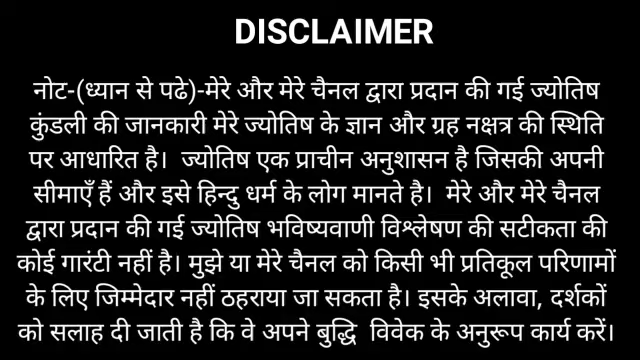 DISCLAIMER
नोट-(ध्यान से पढे)-मेरे और मेरे चैनल द्वारा प्रदान की गई ज्योतिष
कुंडली की जानकारी मेरे ज्योतिष के ज्ञान और ग्रह नक्षत्र की स्थिति
पर आधारित है। ज्योतिष एक प्राचीन अनुशासन है जिसकी अपनी
सीमाएँ हैं और इसे हिन्दु धर्म के लोग मानते है। मेरे और मेरे चैनल
द्वारा प्रदान की गई ज्योतिष भविष्यवाणी विश्लेषण की सटीकता की
कोई गारंटी नहीं है। मुझे या मेरे चैनल को किसी भी प्रतिकूल परिणामों
के लिए जिम्मेदार नहीं ठहराया जा सकता है। इसके अलावा, दर्शकों
को सलाह दी जाती है कि वे अपने बुद्धि विवेक के अनुरूप कार्य करें।